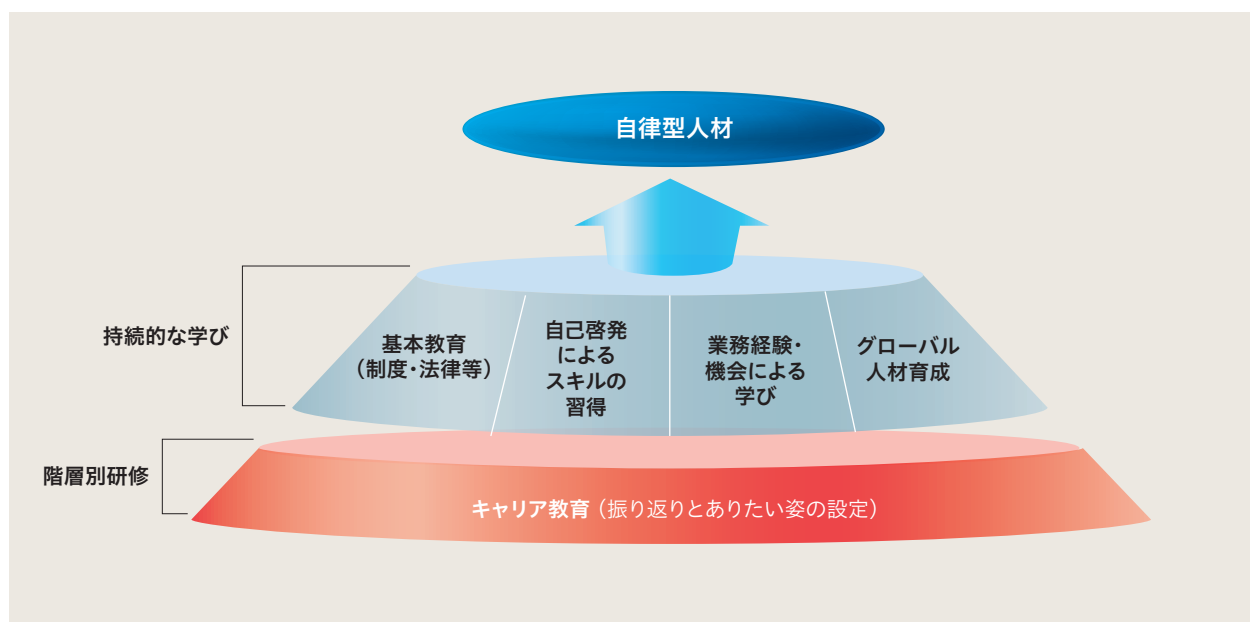 自律型人材
持続的な学び
基本教育
（制度・法律等）
自己啓発
による
スキルの
習得
業務経験・
機会による
学び
グローバル
人材育成
階層別研修
キャリア教育（振り返りとありたい姿の設定）